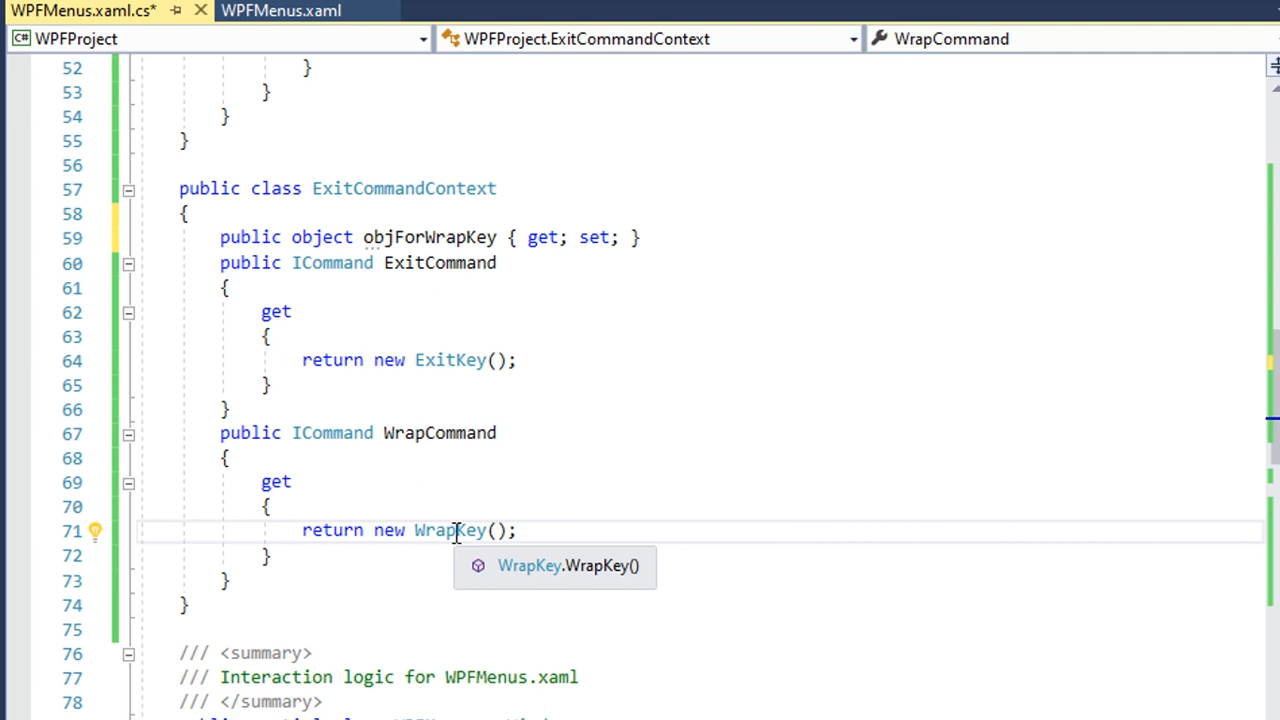 WPFMenus.xaml.cs* WPFMenus.xaml
C# WPFProject WPFProject.ExitCommandContext WrapCommand
52 }
53 }
54 }
55 }
56
57 public class ExitCommandContext
58 {
59 public object objForWrapKey { get; set; }
60 public ICommand ExitCommand
61 {
62 get
63 {
64 return new ExitKey();
65 }
66 }
67 public ICommand WrapCommand
68 {
69 get
70 {
71 return new WrapKey();
72 }
WrapKey.WrapKey()
73 }
74 }
75
76 /// <summary>
77 /// Interaction logic for WPFMenus.xaml
78 /// </summary>